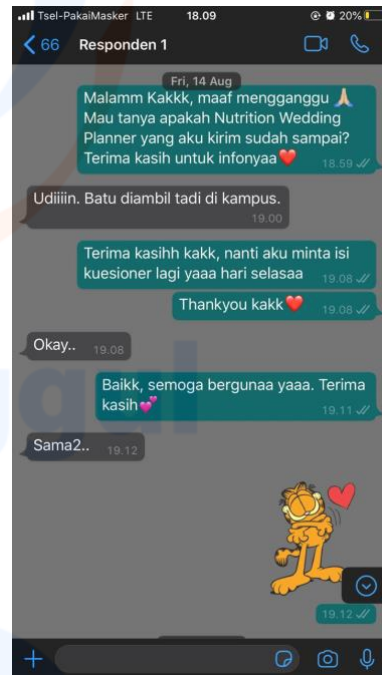 Tsel-PakaiMasker LTE 18.09 20%
66 Responden 1
Fri, 14 Aug
Malamm Kakkk, maaf mengganggu 🙏
Mau tanya apakah Nutrition Wedding
Planner yang aku kirim sudah sampai?
Terima kasih untuk infonyaa❤️ 18.59
Udiiiin. Batu diambil tadi di kampus.
19.00
Terima kasihh kakk, nanti aku minta isi
kuesioner lagi yaaa hari selasaa 19.08
Thankyou kakk❤️ 19.08
Okay.. 19.08
Baikk, semoga bergunaa yaaa. Terima
kasih💕 19.11
Sama2.. 19.12
19.12